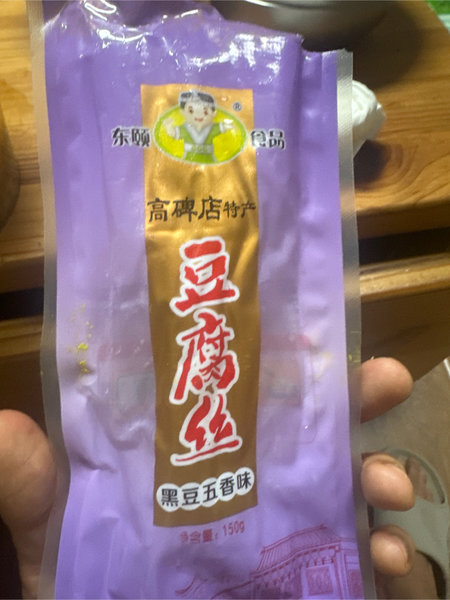 东颐 ® 食品
高碑店特产
豆腐丝
黑豆五香味
净含量：150g